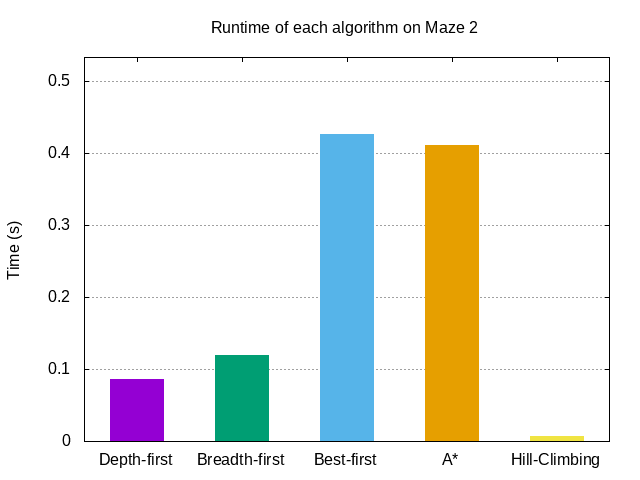 Runtime of each algorithm on Maze 2
0.5
0.4
0.3
0.2
0.1
0
Time (s)
Depth-first Breadth-first Best-first A* Hill-Climbing